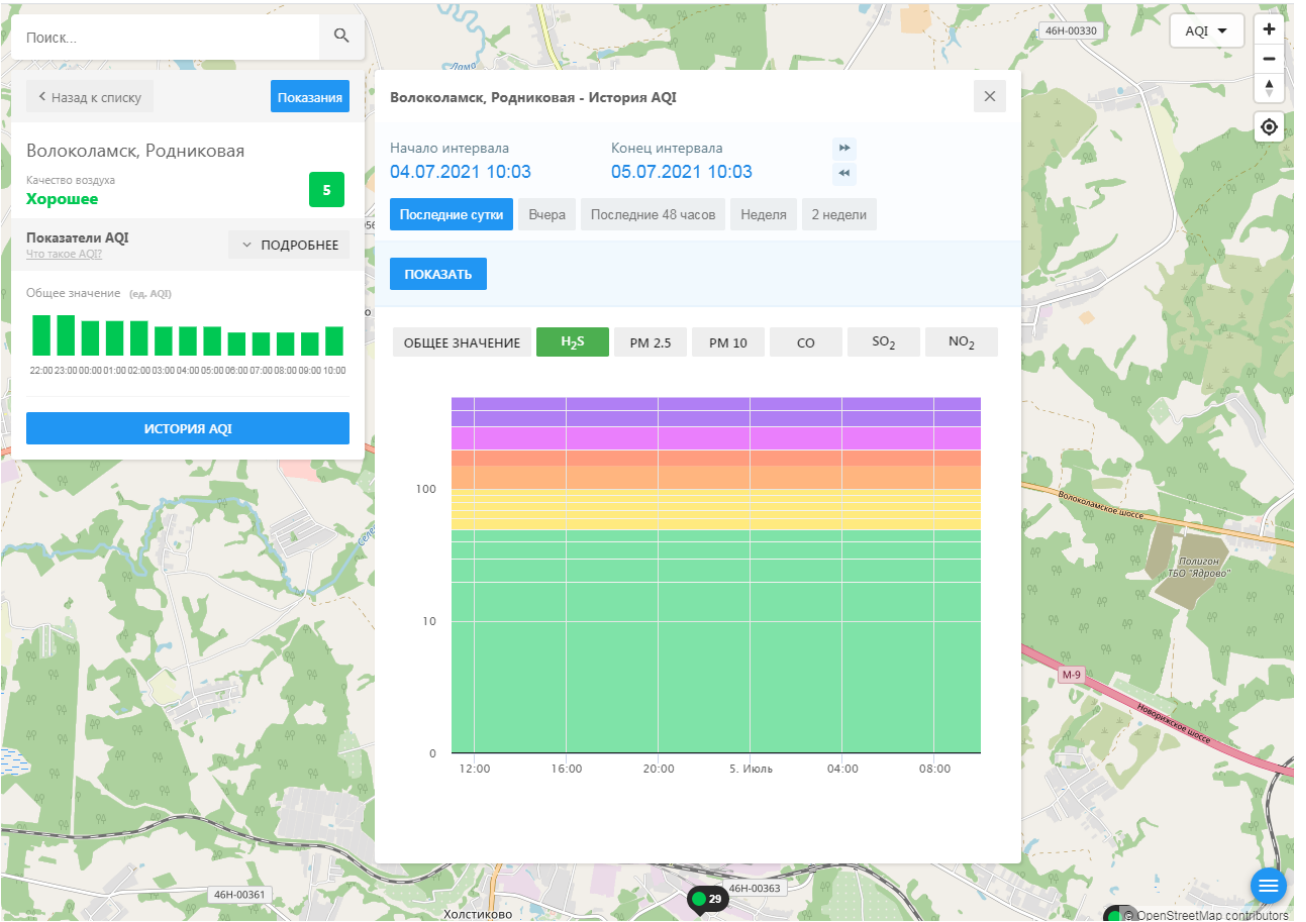 Поиск...
46Н-00330
AQI
Лама
Назад к списку
Показания
Волоколамск, Родниковая
Качество воздуха
Хорошее
5
Показатели AQI
Что такое AQI?
ПОДРОБНЕЕ
Общее значение (ед. AQI)
22:00 23:00 00:00 01:00 02:00 03:00 04:00 05:00 06:00 07:00 08:00 09:00 10:00
ИСТОРИЯ AQI
Волоколамск, Родниковая - История AQI
Начало интервала
Конец интервала
04.07.2021 10:03
05.07.2021 10:03
Последние сутки
Вчера
Последние 48 часов
Неделя
2 недели
ПОКАЗАТЬ
ОБЩЕЕ ЗНАЧЕНИЕ
H2S
PM 2.5
PM 10
CO
SO2
NO2
100
10
0
12:00
16:00
20:00
5. Июль
04:00
08:00
Волоколамское шоссе
Полигон
ТБО "Ядрово"
М-9
Новорижское шоссе
46Н-00361
46Н-00363
29
Холстиково
© OpenStreetMap contributors